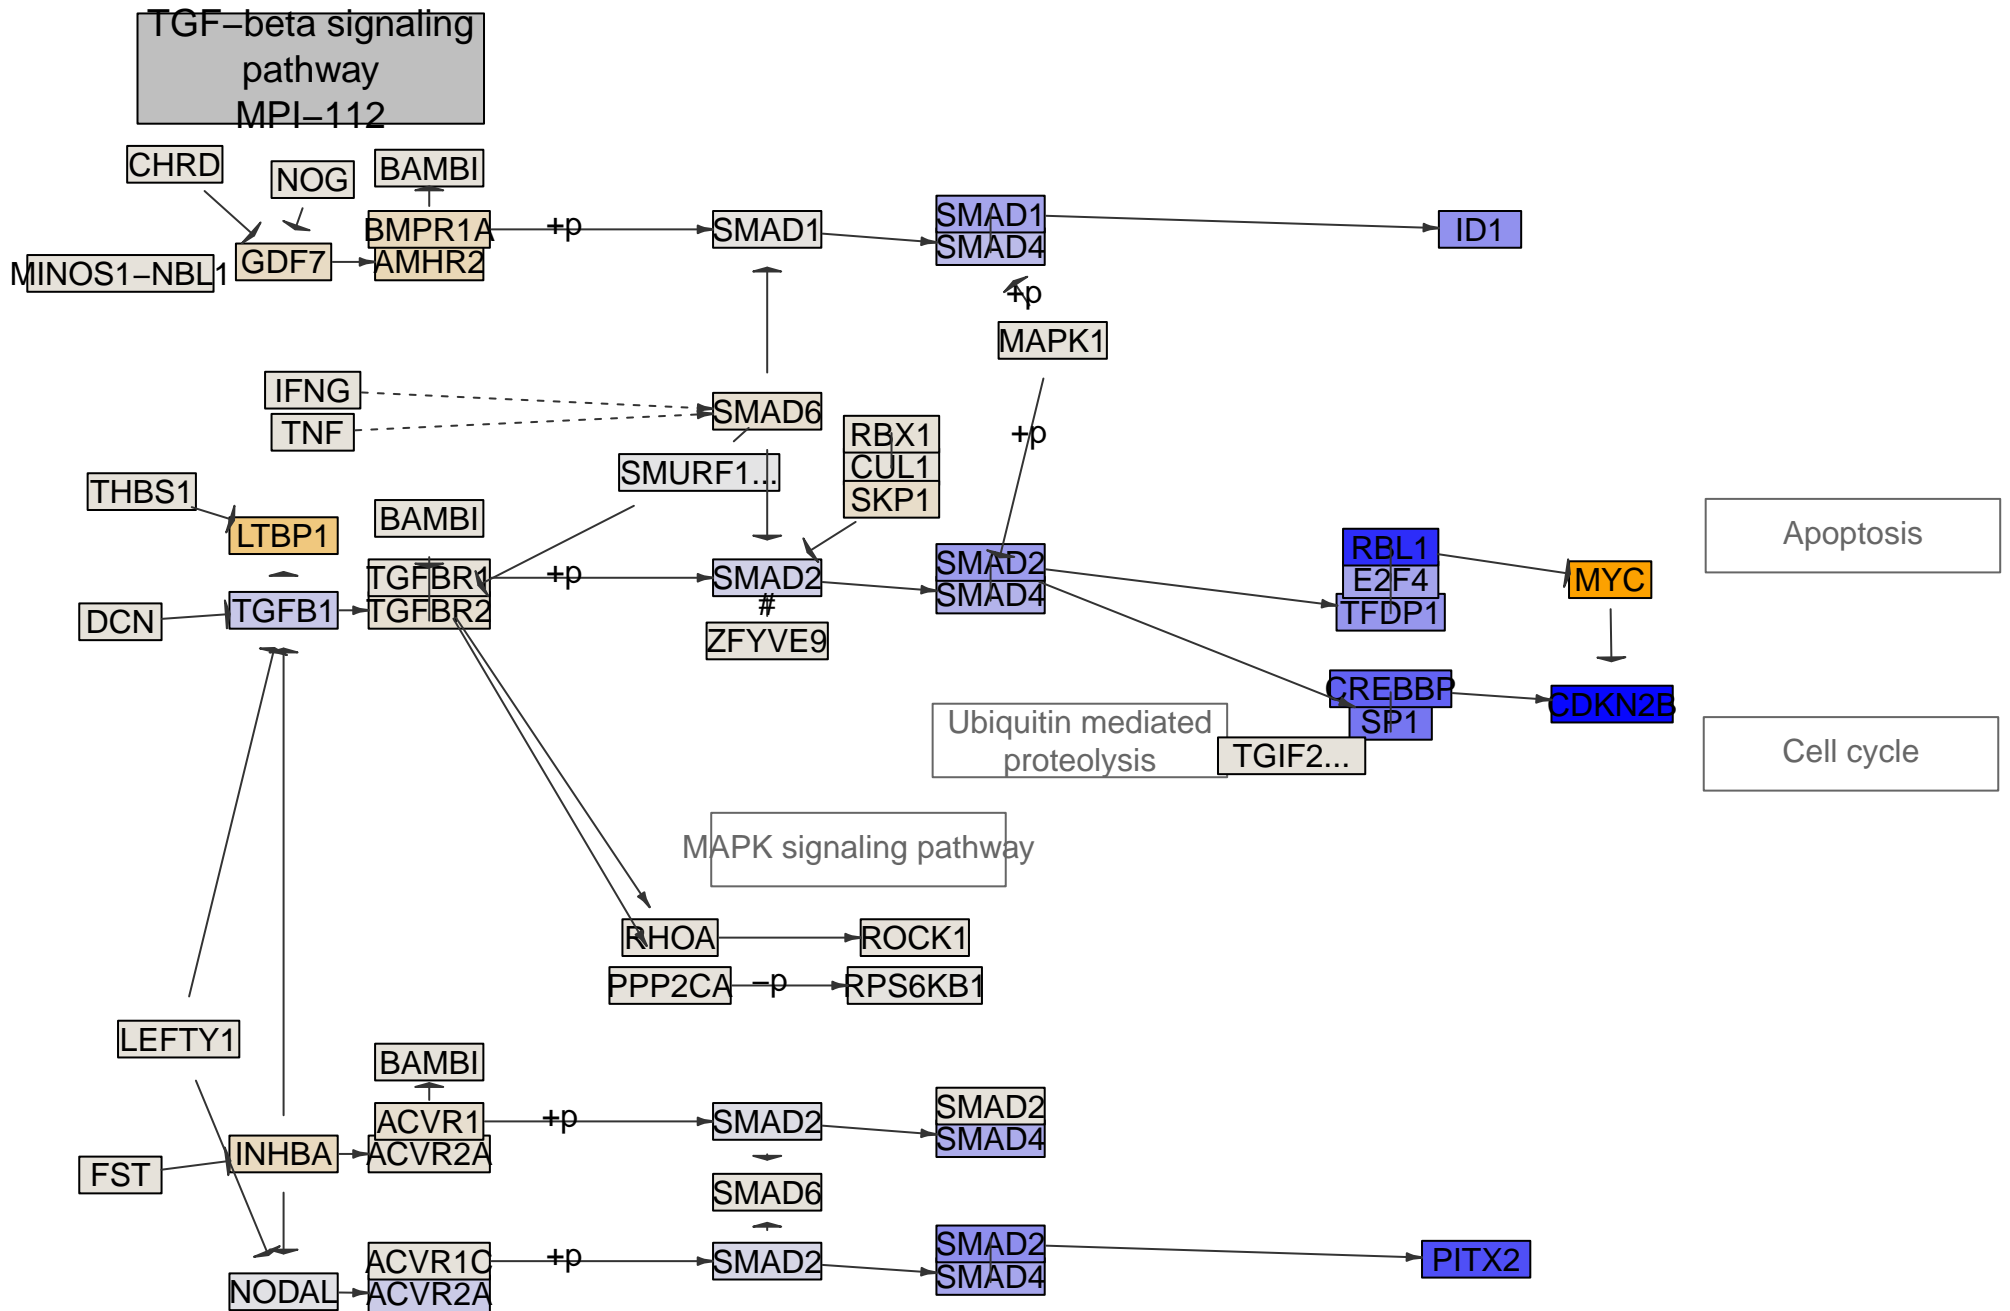 TGF−beta signaling
pathway
MPI−112
CHRD
NOG
BAMBI
BMPR1A
AMHR2
GDF7
MINOS1−NBL1
+p
SMAD1
SMAD1
SMAD4
ID1
+p
MAPK1
IFNG
TNF
SMAD6
SMURF1...
RBX1
CUL1
SKP1
+p
THBS1
LTBP1
BAMBI
DCN
TGFB1
TGFBR1
TGFBR2
+p
SMAD2
#
ZFYVE9
SMAD2
SMAD4
RBL1
E2F4
TFDP1
MYC
Apoptosis
CREBBP
SP1
CDKN2B
Ubiquitin mediated
proteolysis
TGIF2...
Cell cycle
MAPK signaling pathway
RHOA
ROCK1
PPP2CA
−p
RPS6KB1
LEFTY1
BAMBI
ACVR1
ACVR2A
INHBA
FST
+p
SMAD2
SMAD2
SMAD4
SMAD6
ACVR1C
ACVR2A
NODAL
+p
SMAD2
SMAD2
SMAD4
PITX2